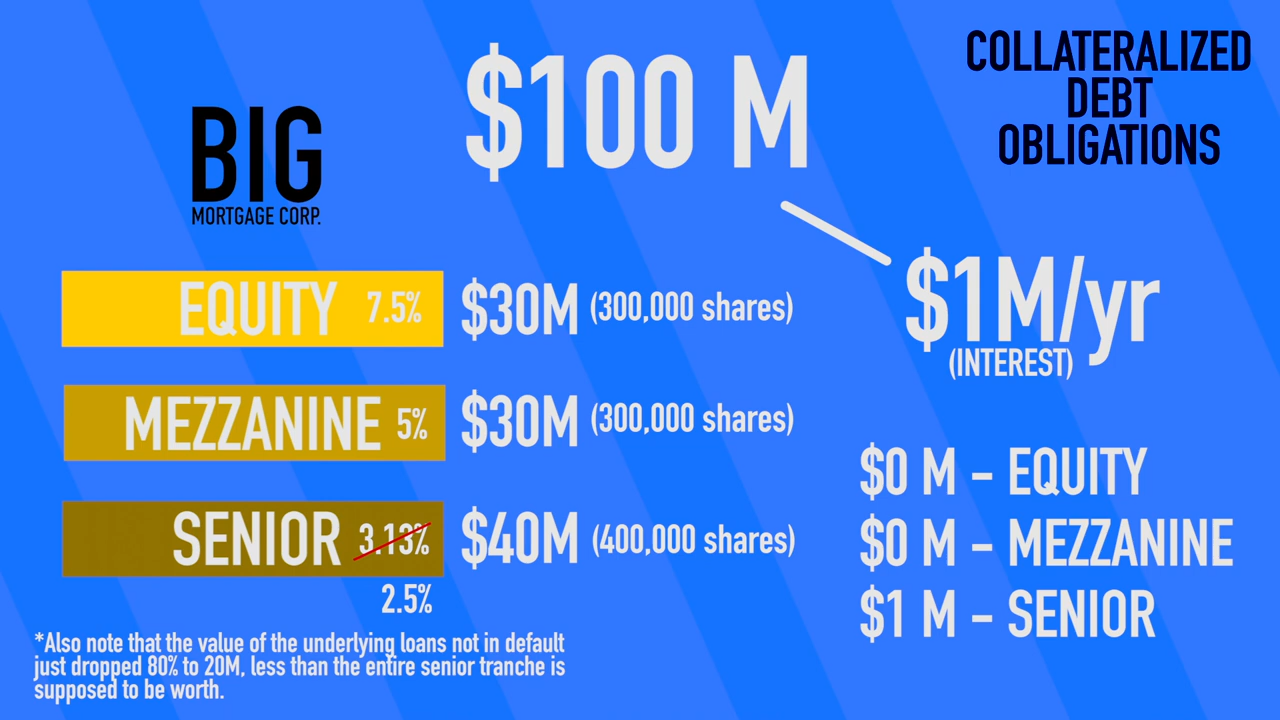 COLLATERALIZED
DEBT
OBLIGATIONS
$100 M
BIG
MORTGAGE CORP.
$1M/yr
(INTEREST)
EQUITY 7.5% $30M (300,000 shares)
MEZZANINE 5% $30M (300,000 shares)
SENIOR 3.13% $40M (400,000 shares)
2.5%
$0 M - EQUITY
$0 M - MEZZANINE
$1 M - SENIOR
*Also note that the value of the underlying loans not in default
just dropped 80% to 20M, less than the entire senior tranche is
supposed to be worth.